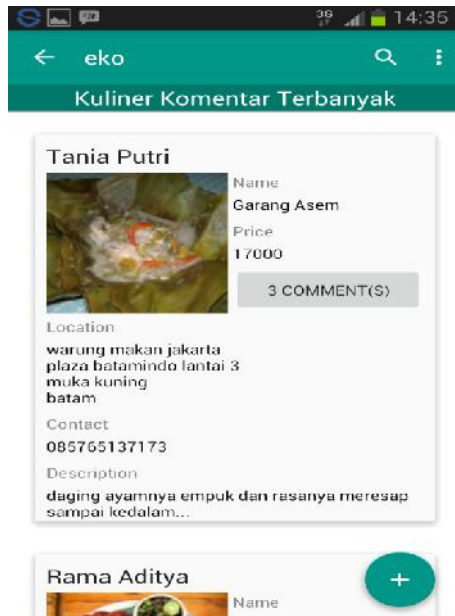 3G 14:35
eko
Kuliner Komentar Terbanyak
Tania Putri
Name
Garang Asem
Price
17000
3 COMMENT(S)
Location
warung makan jakarta
plaza batamindo lantai 3
muka kuning
batam
Contact
085765137173
Description
daging ayamnya empuk dan rasanya meresap
sampai kedalam...
Rama Aditya
Name